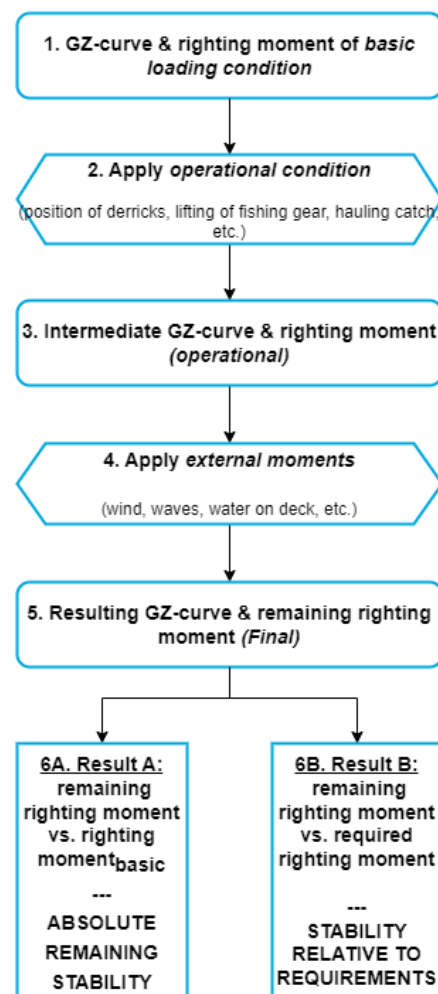 1. GZ-curve & righting moment of basic
loading condition
2. Apply operational condition
(position of derricks, lifting of fishing gear, hauling catch,
etc.)
3. Intermediate GZ-curve & righting moment
(operational)
4. Apply external moments
(wind, waves, water on deck, etc.)
5. Resulting GZ-curve & remaining righting
moment (Final)
6A. Result A:
remaining
righting moment
vs. righting
moment basic
---
ABSOLUTE
REMAINING
STABILITY
6B. Result B:
remaining
righting moment
vs. required
righting moment
---
STABILITY
RELATIVE TO
REQUIREMENTS